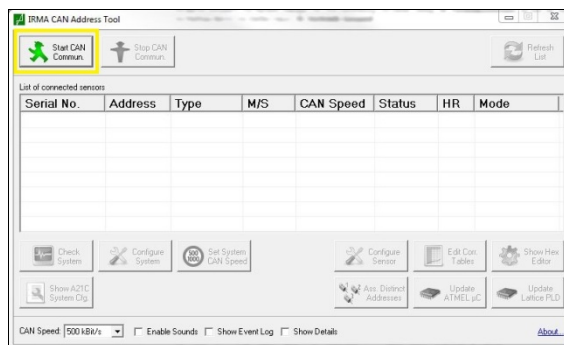 IRMA CAN Address Tool
Start CAN
Commun.
Stop CAN
Commun.
Refresh
List
List of connected sensors
Serial No. Address Type M/S CAN Speed Status HR Mode
Check
System
Configure
System
Set System
CAN Speed
Configure
Sensor
Edit Con
Tables
Show Hex
Editor
Show A21C
System Cfg.
Ass. Distinct
Addresses
Update
ATMEL µC
Update
Lattice PLD
CAN Speed: 500 kBit/s Enable Sounds Show Event Log Show Details About...